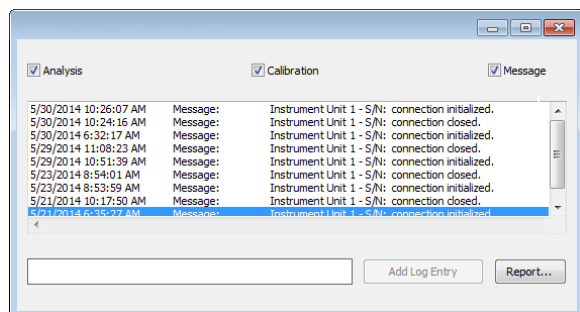 Analysis Calibration Message
5/30/2014 10:26:07 AM Message: Instrument Unit 1 - S/N: connection initialized.
5/30/2014 10:24:16 AM Message: Instrument Unit 1 - S/N: connection closed.
5/30/2014 6:32:17 AM Message: Instrument Unit 1 - S/N: connection initialized.
5/29/2014 11:08:23 AM Message: Instrument Unit 1 - S/N: connection closed.
5/29/2014 10:51:39 AM Message: Instrument Unit 1 - S/N: connection initialized.
5/23/2014 8:54:01 AM Message: Instrument Unit 1 - S/N: connection closed.
5/23/2014 8:53:59 AM Message: Instrument Unit 1 - S/N: connection initialized.
5/21/2014 10:17:50 AM Message: Instrument Unit 1 - S/N: connection closed.
5/21/2014 6:35:27 AM Message: Instrument Unit 1 - S/N: connection initialized
Add Log Entry Report...